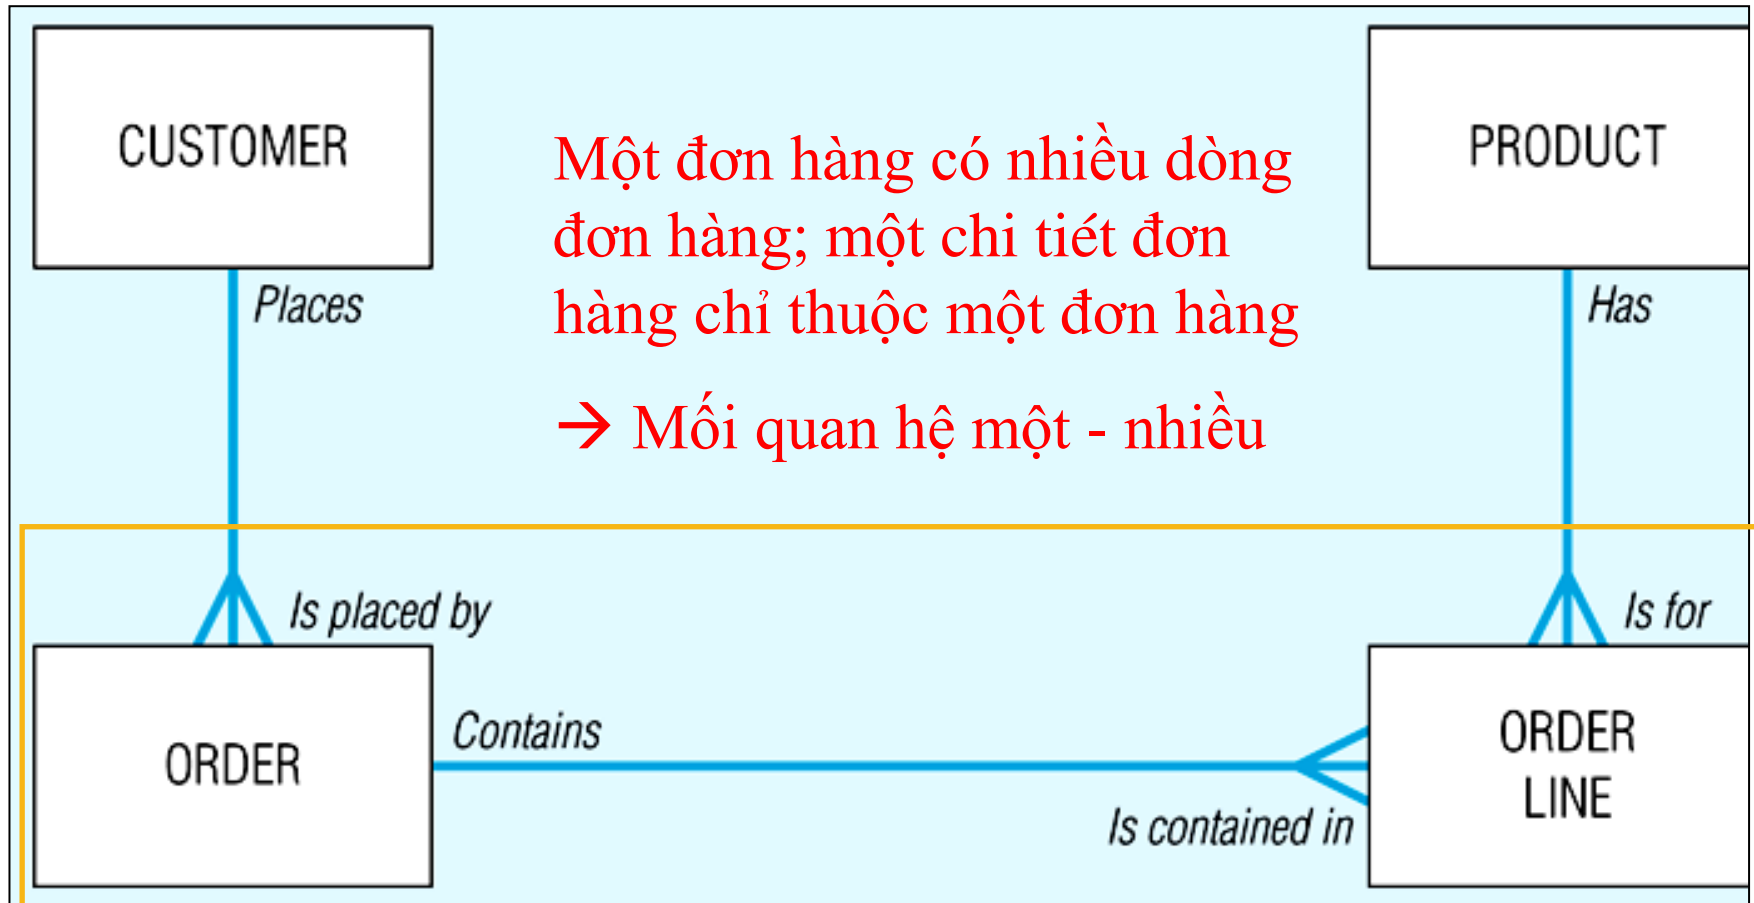 CUSTOMER
PRODUCT
Một đơn hàng có nhiều dòng
đơn hàng; một chi tiét đơn
hàng chỉ thuộc một đơn hàng
→ Mối quan hệ một - nhiều
Places
Has
Is placed by
Is for
ORDER
Contains
Is contained in
ORDER
LINE